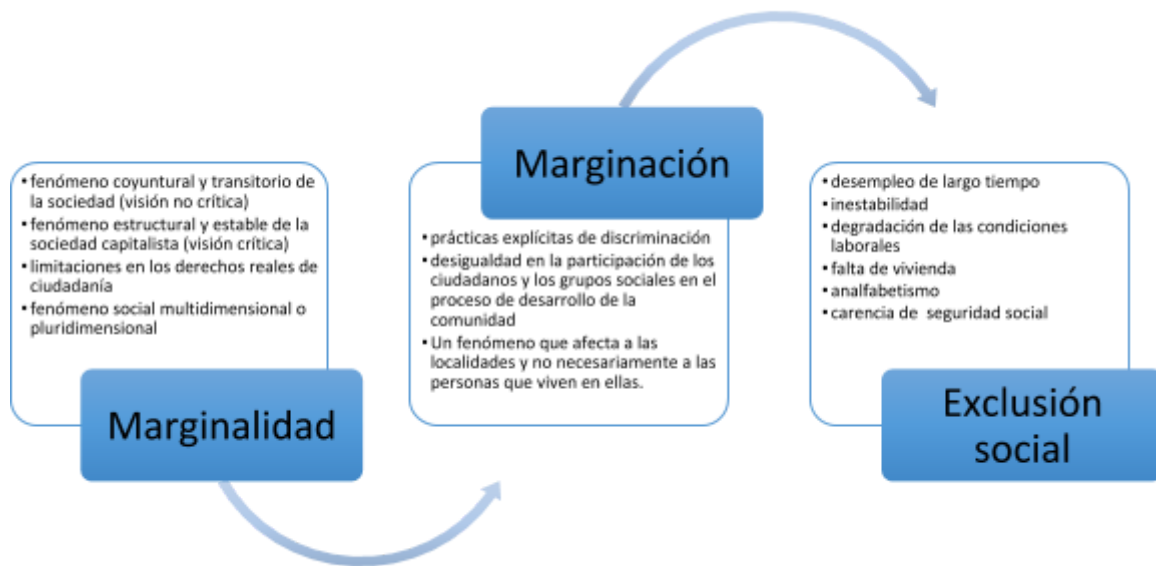 • fenómeno coyuntural y transitorio de
la sociedad (visión no crítica)
• fenómeno estructural y estable de la
sociedad capitalista (visión crítica)
• limitaciones en los derechos reales de
ciudadanía
• fenómeno social multidimensional o
pluridimensional
Marginalidad
Marginación
• prácticas explícitas de discriminación
• desigualdad en la participación de los
ciudadanos y los grupos sociales en el
proceso de desarrollo de la
comunidad
• Un fenómeno que afecta a las
localidades y no necesariamente a las
personas que viven en ellas.
• desempleo de largo tiempo
• inestabilidad
• degradación de las condiciones
laborales
• falta de vivienda
• analfabetismo
• carencia de seguridad social
Exclusión
social